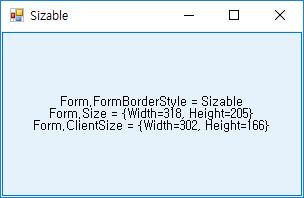 Sizable
Form.FormBorderStyle = Sizable
Form.Size = {Width=318, Height=205}
Form.ClientSize = {Width=302, Height=166}